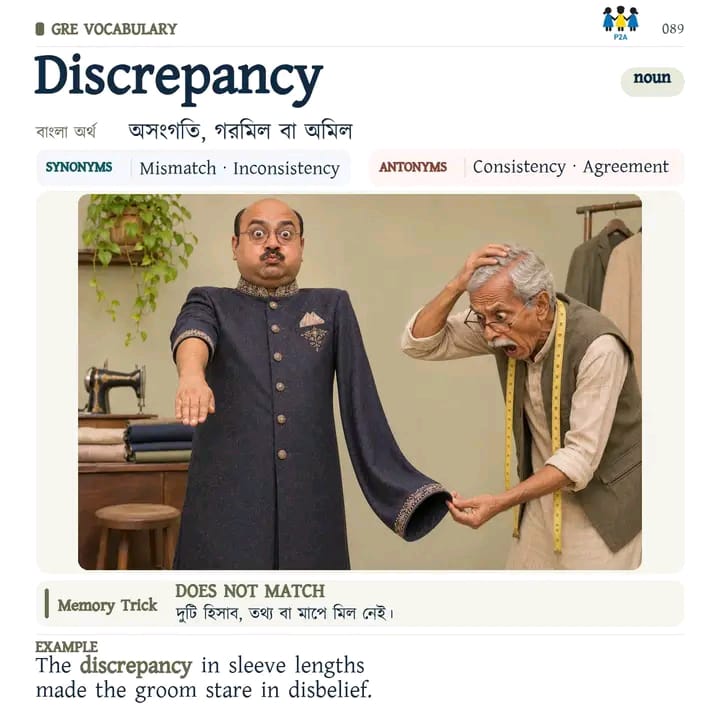 GRE VOCABULARY
P2A
089
Discrepancy
noun
বাংলা অর্থ অসংগতি, গরমিল বা অমিল
SYNONYMS Mismatch · Inconsistency
ANTONYMS Consistency · Agreement
Memory Trick
DOES NOT MATCH
দুটি হিসাব, তথ্য বা মাপে মিল নেই।
EXAMPLE
The discrepancy in sleeve lengths
made the groom stare in disbelief.